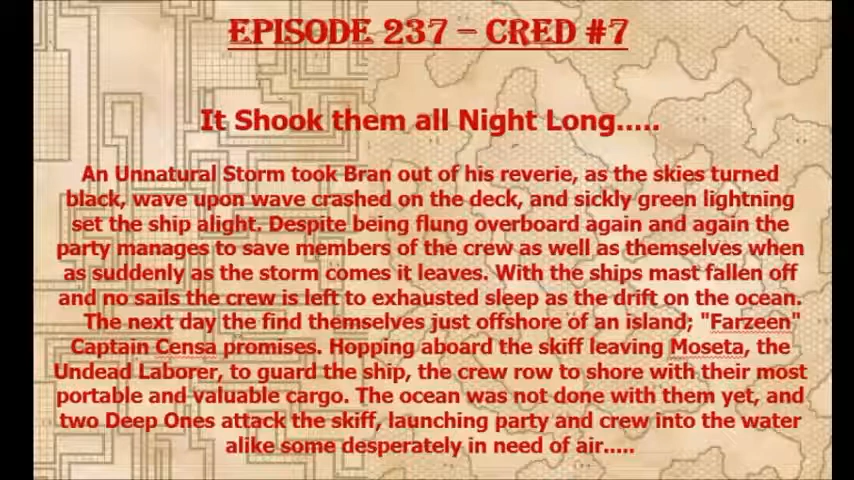 EPISODE 237 – CRED #7
It Shook them all Night Long.....
An Unnatural Storm took Bran out of his reverie, as the skies turned
black, wave upon wave crashed on the deck, and sickly green lightning
set the ship alight. Despite being flung overboard again and again the
party manages to save members of the crew as well as themselves when
as suddenly as the storm comes it leaves. With the ships mast fallen off
and no sails the crew is left to exhausted sleep as the drift on the ocean.
The next day the find themselves just offshore of an island; "Farzeen"
Captain Censa promises. Hopping aboard the skiff leaving Moseta, the
Undead Laborer, to guard the ship, the crew row to shore with their most
portable and valuable cargo. The ocean was not done with them yet, and
two Deep Ones attack the skiff, launching party and crew into the water
alike some desperately in need of air.....